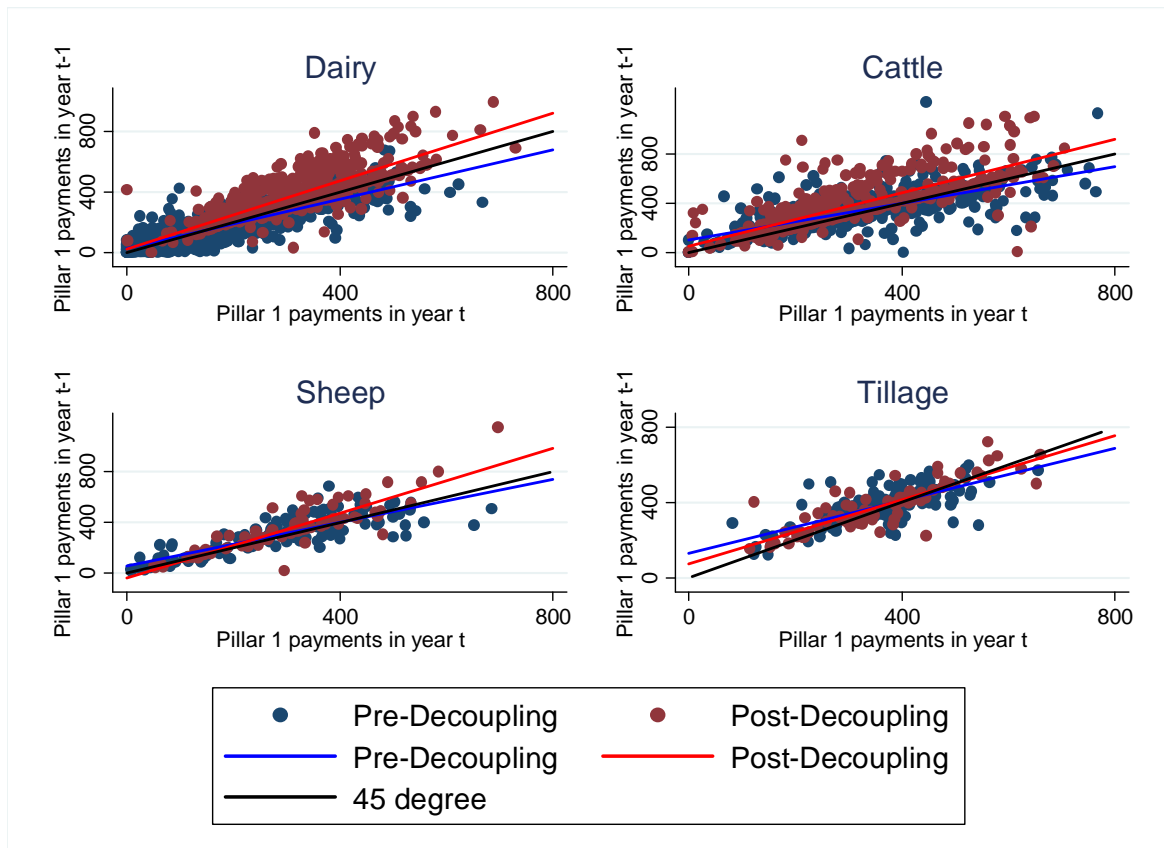 Dairy
Pillar 1 payments in year t-1
800
400
0
0 400 800
Pillar 1 payments in year t
Cattle
Pillar 1 payments in year t-1
800
400
0
0 400 800
Pillar 1 payments in year t
Sheep
Pillar 1 payments in year t-1
800
400
0
0 400 800
Pillar 1 payments in year t
Tillage
Pillar 1 payments in year t-1
800
400
0
0 400 800
Pillar 1 payments in year t
Pre-Decoupling Post-Decoupling
Pre-Decoupling Post-Decoupling
45 degree